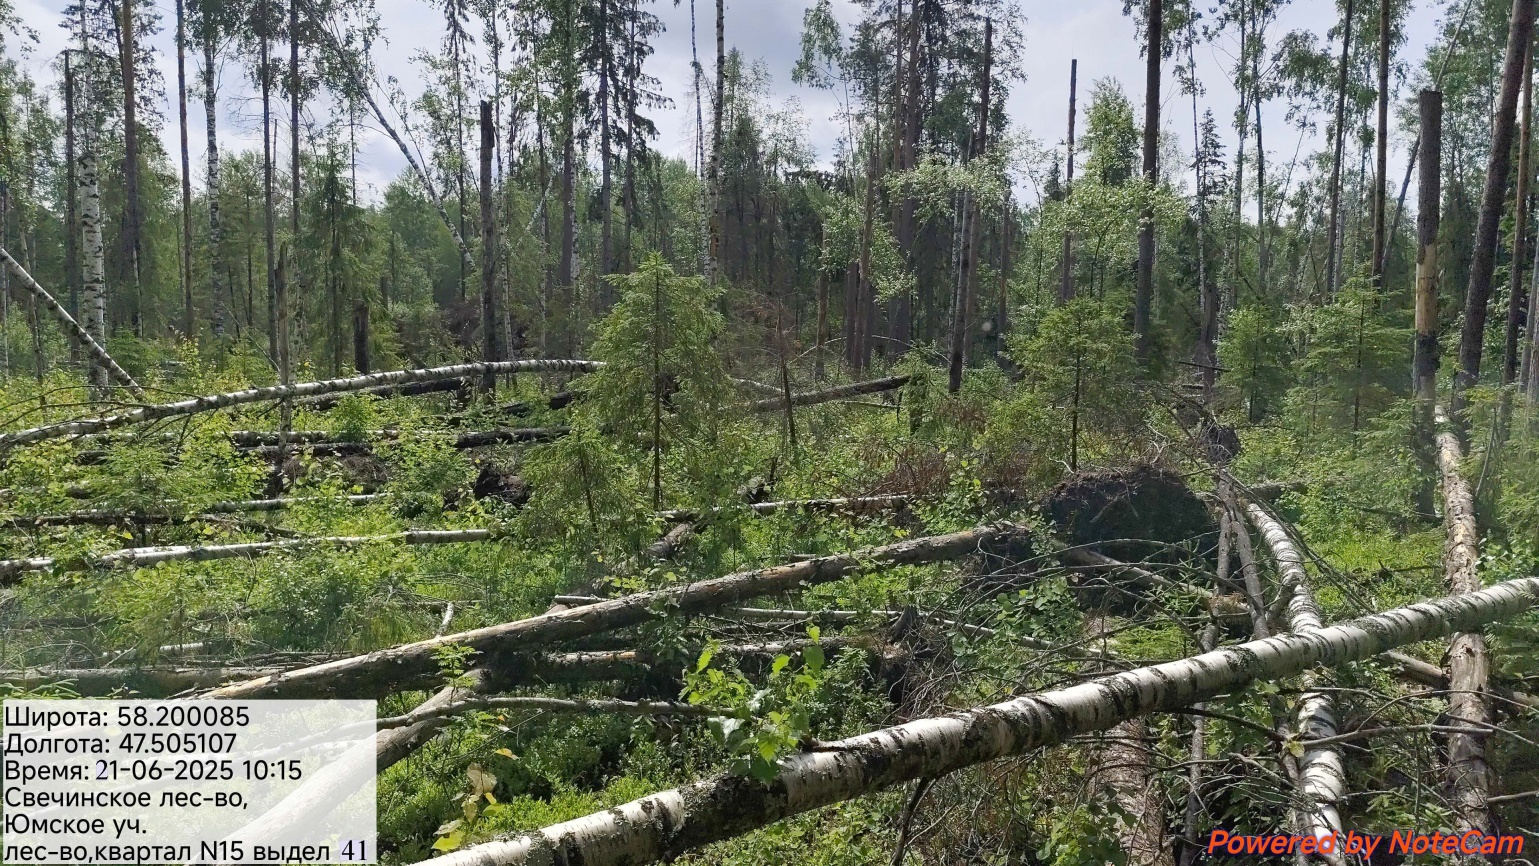 Широта: 58.200085
Долгота: 47.505107
Время: 21-06-2025 10:15
Свечинское лес-во,
Юмское уч.
лес-во,квартал N15 выдел 41
Powered by NoteCam